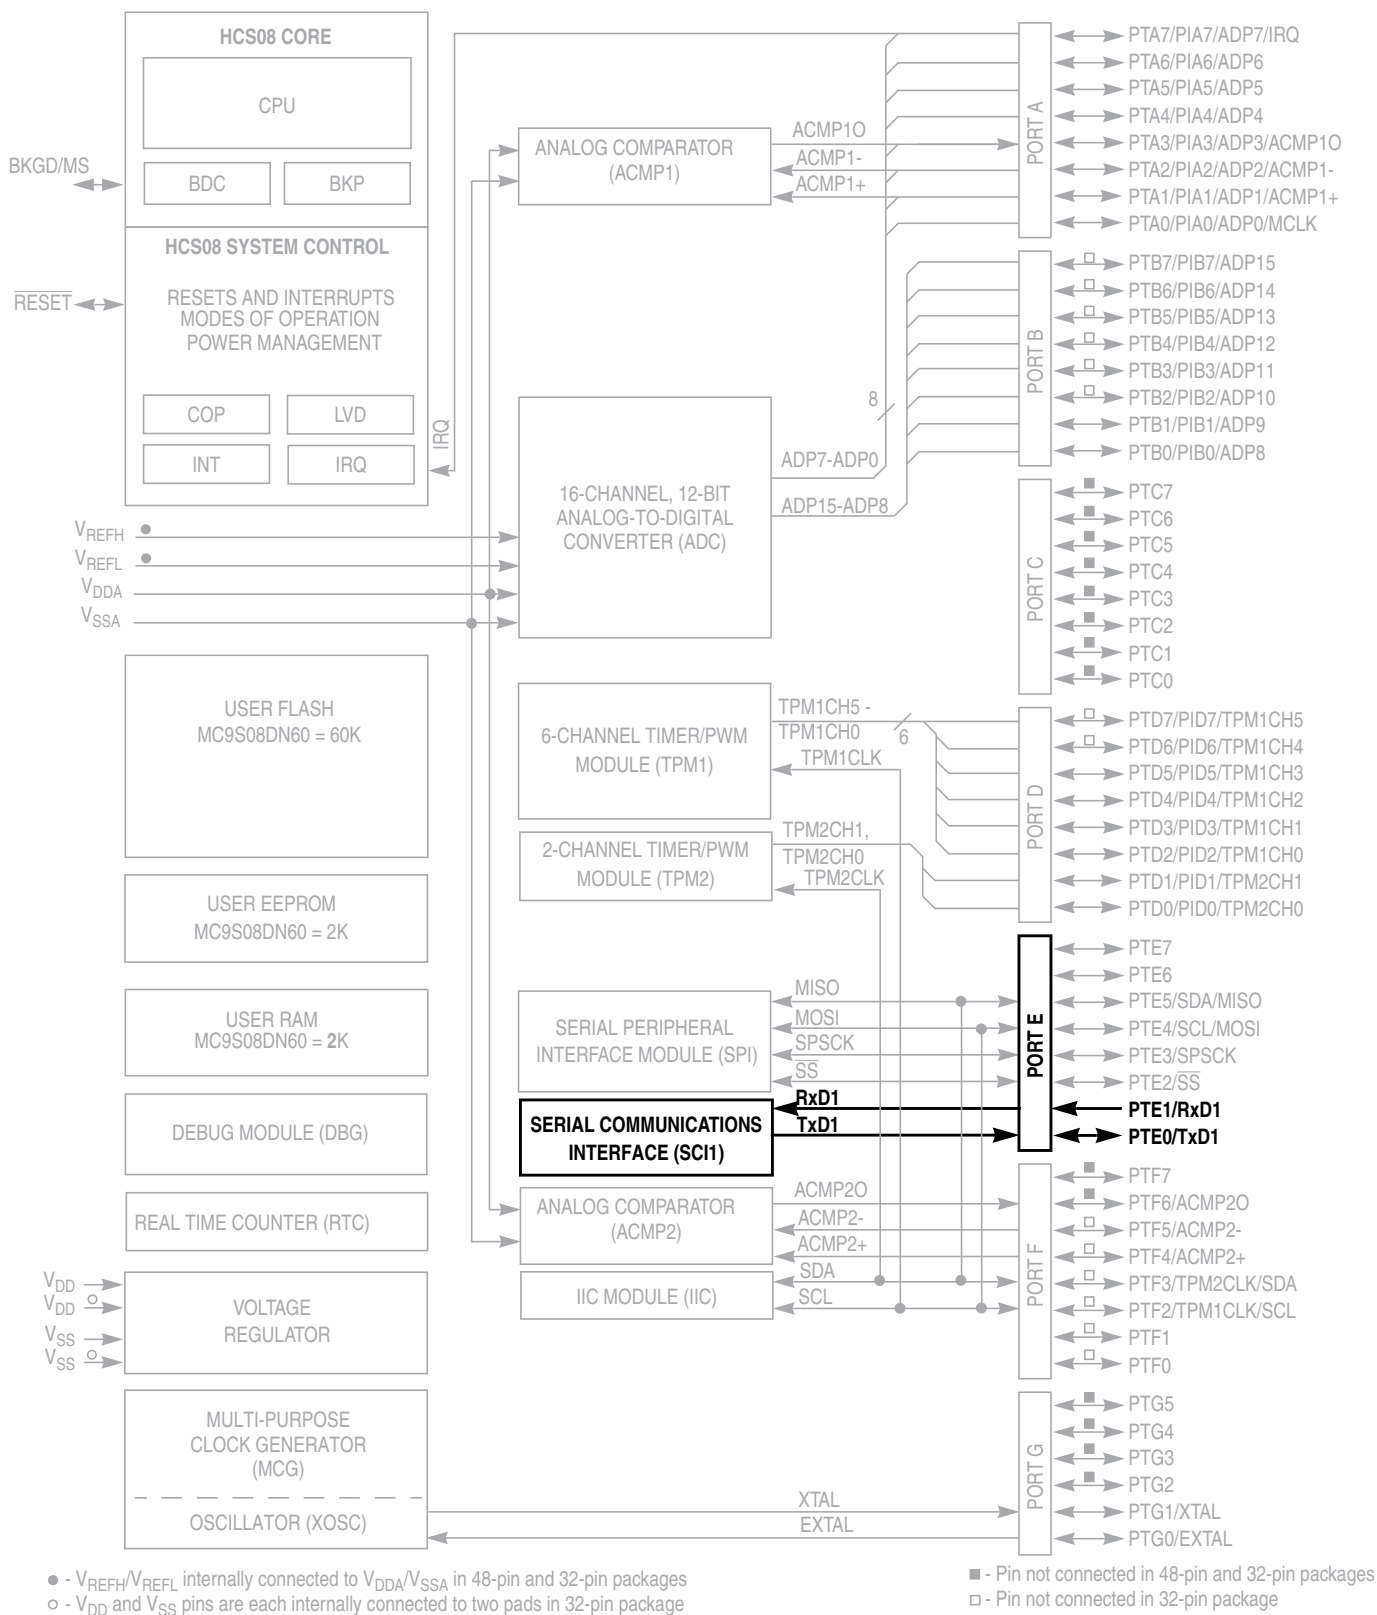 HCS08 CORE
CPU
BDC
BKP
BKGD/MS
HCS08 SYSTEM CONTROL
RESETS AND INTERRUPTS
MODES OF OPERATION
POWER MANAGEMENT
RESET
COP
LVD
INT
IRQ
IRQ
VREFH
VREFL
VDDA
VSSA
USER FLASH
MC9S08DN60 = 60K
USER EEPROM
MC9S08DN60 = 2K
USER RAM
MC9S08DN60 = 2K
DEBUG MODULE (DBG)
REAL TIME COUNTER (RTC)
VDD
VDD
VSS
VSS
VOLTAGE
REGULATOR
MULTI-PURPOSE
CLOCK GENERATOR
(MCG)
OSCILLATOR (XOSC)
ANALOG COMPARATOR
(ACMP1)
ACMP1O
ACMP1-
ACMP1+
16-CHANNEL, 12-BIT
ANALOG-TO-DIGITAL
CONVERTER (ADC)
8
ADP7-ADP0
ADP15-ADP8
6-CHANNEL TIMER/PWM
MODULE (TPM1)
TPM1CH5 -
TPM1CH0
6
TPM1CLK
2-CHANNEL TIMER/PWM
MODULE (TPM2)
TPM2CH1,
TPM2CH0
TPM2CLK
SERIAL PERIPHERAL
INTERFACE MODULE (SPI)
MISO
MOSI
SPSCK
SS
SERIAL COMMUNICATIONS
INTERFACE (SCI1)
RxD1
TxD1
ANALOG COMPARATOR
(ACMP2)
ACMP2O
ACMP2-
ACMP2+
IIC MODULE (IIC)
SDA
SCL
XTAL
EXTAL
PORT A
PTA7/PIA7/ADP7/IRQ
PTA6/PIA6/ADP6
PTA5/PIA5/ADP5
PTA4/PIA4/ADP4
PTA3/PIA3/ADP3/ACMP1O
PTA2/PIA2/ADP2/ACMP1-
PTA1/PIA1/ADP1/ACMP1+
PTA0/PIA0/ADP0/MCLK
PORT B
PTB7/PIB7/ADP15
PTB6/PIB6/ADP14
PTB5/PIB5/ADP13
PTB4/PIB4/ADP12
PTB3/PIB3/ADP11
PTB2/PIB2/ADP10
PTB1/PIB1/ADP9
PTB0/PIB0/ADP8
PORT C
PTC7
PTC6
PTC5
PTC4
PTC3
PTC2
PTC1
PTC0
PORT D
PTD7/PID7/TPM1CH5
PTD6/PID6/TPM1CH4
PTD5/PID5/TPM1CH3
PTD4/PID4/TPM1CH2
PTD3/PID3/TPM1CH1
PTD2/PID2/TPM1CH0
PTD1/PID1/TPM2CH1
PTD0/PID0/TPM2CH0
PORT E
PTE7
PTE6
PTE5/SDA/MISO
PTE4/SCL/MOSI
PTE3/SPSCK
PTE2/SS
PTE1/RxD1
PTE0/TxD1
PORT F
PTF7
PTF6/ACMP2O
PTF5/ACMP2-
PTF4/ACMP2+
PTF3/TPM2CLK/SDA
PTF2/TPM1CLK/SCL
PTF1
PTF0
PORT G
PTG5
PTG4
PTG3
PTG2
PTG1/XTAL
PTG0/EXTAL
● - VREFH/VREFL internally connected to VDDA/VSSA in 48-pin and 32-pin packages
○ - VDD and VSS pins are each internally connected to two pads in 32-pin package
■ - Pin not connected in 48-pin and 32-pin packages
□ - Pin not connected in 32-pin package